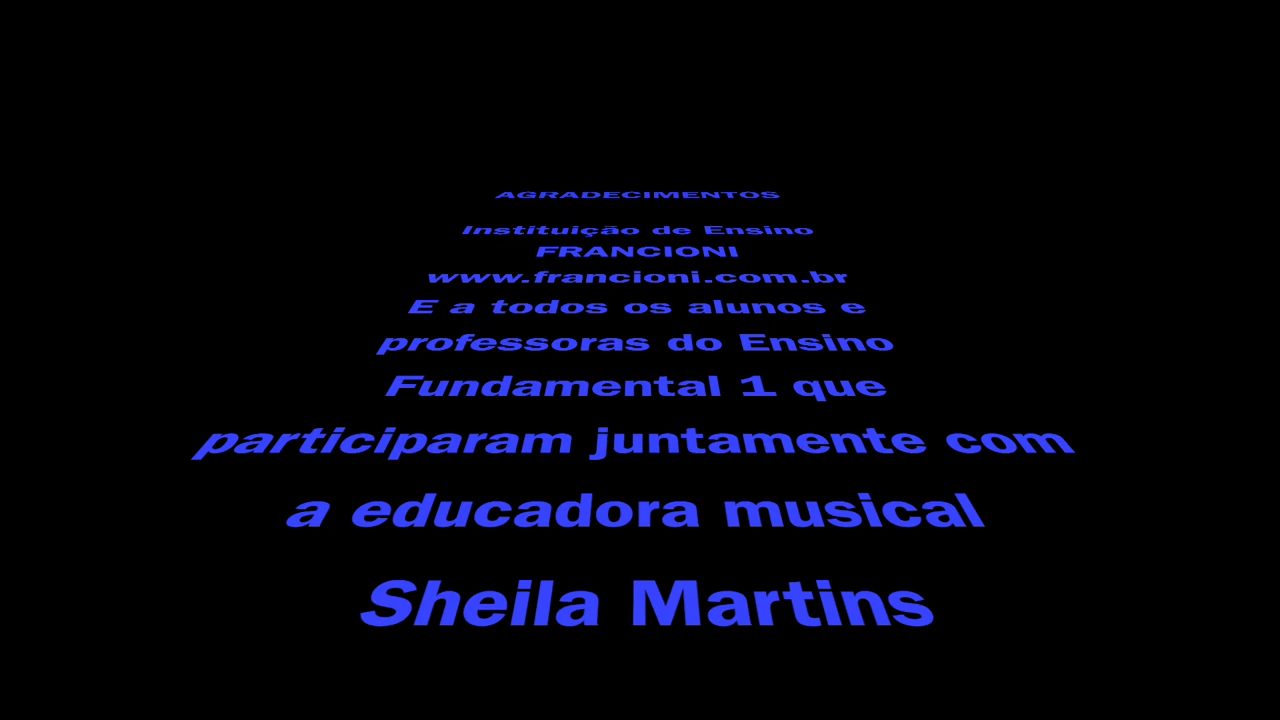 AGRADECIMENTOS
Instituição de Ensino
FRANCIONI
www.francioni.com.br
E a todos os alunos e
professoras do Ensino
Fundamental 1 que
participaram juntamente com
a educadora musical
Sheila Martins